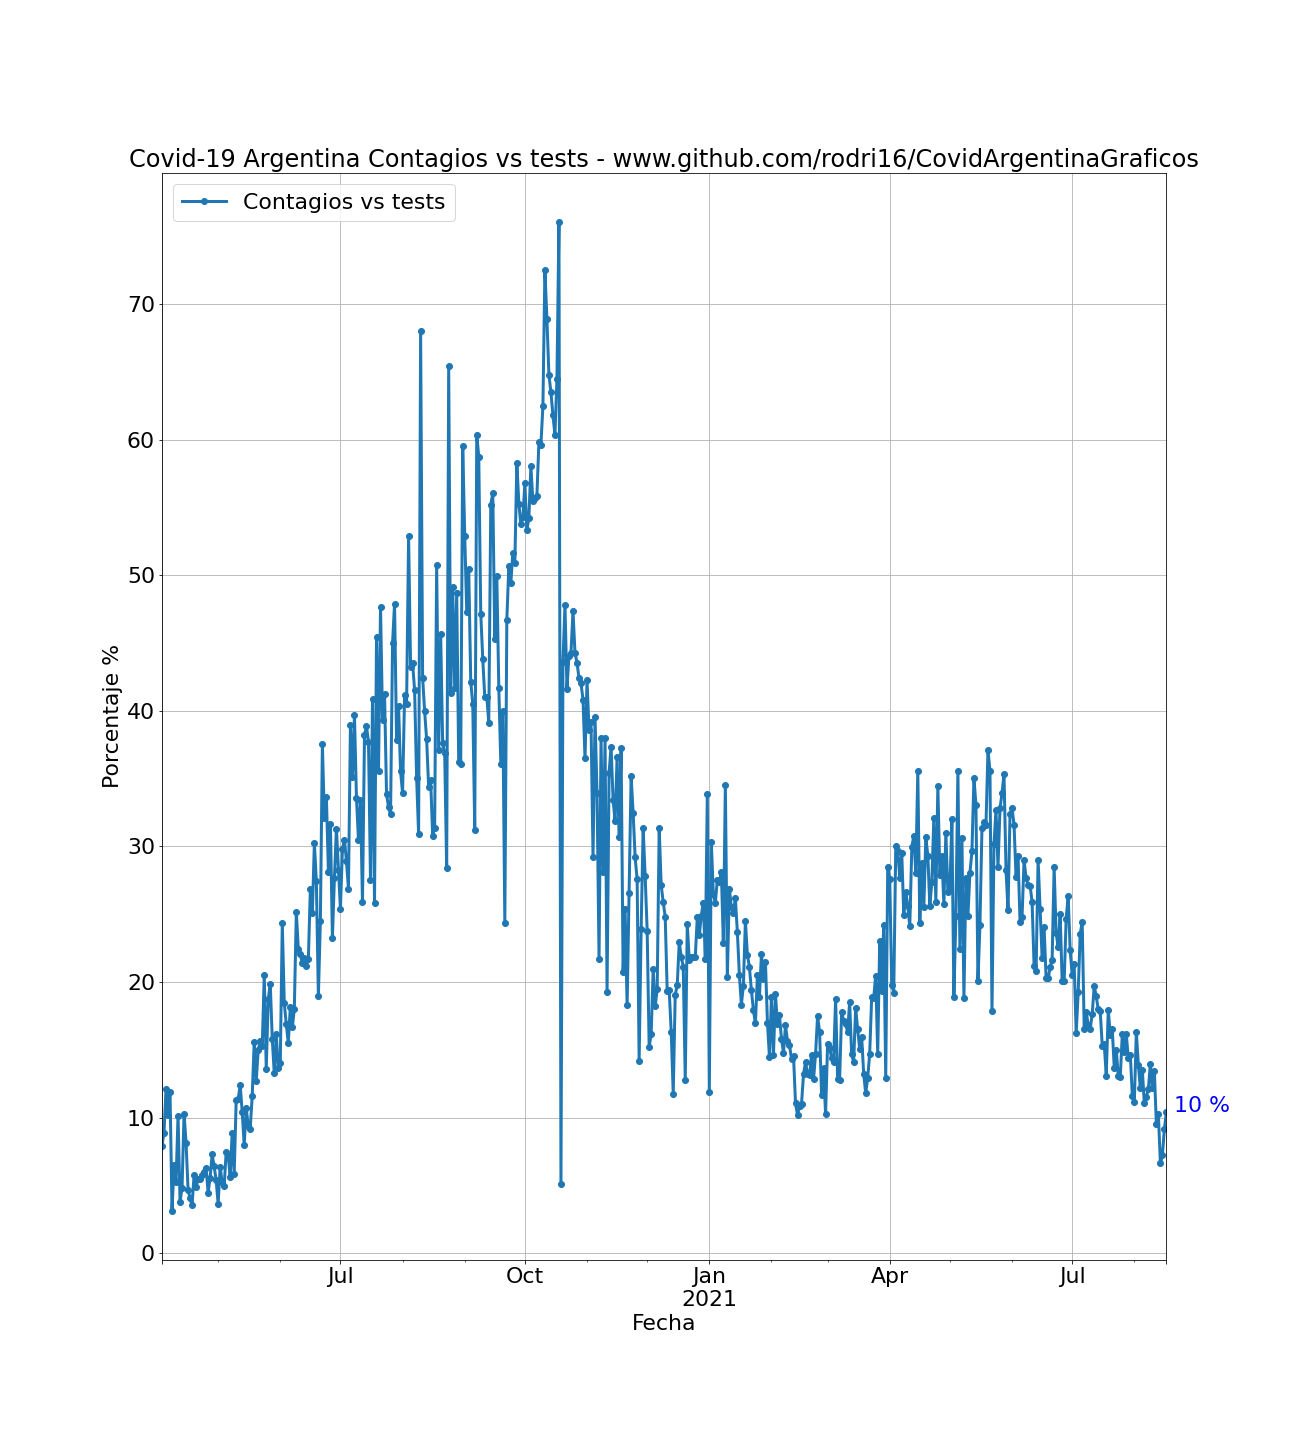 Covid-19 Argentina Contagios vs tests - www.github.com/rodri16/CovidArgentinaGraficos
Contagios vs tests
70
60
50
40
30
20
10
0
Porcentaje %
10 %
Jul
Oct
Jan
2021
Apr
Jul
Fecha